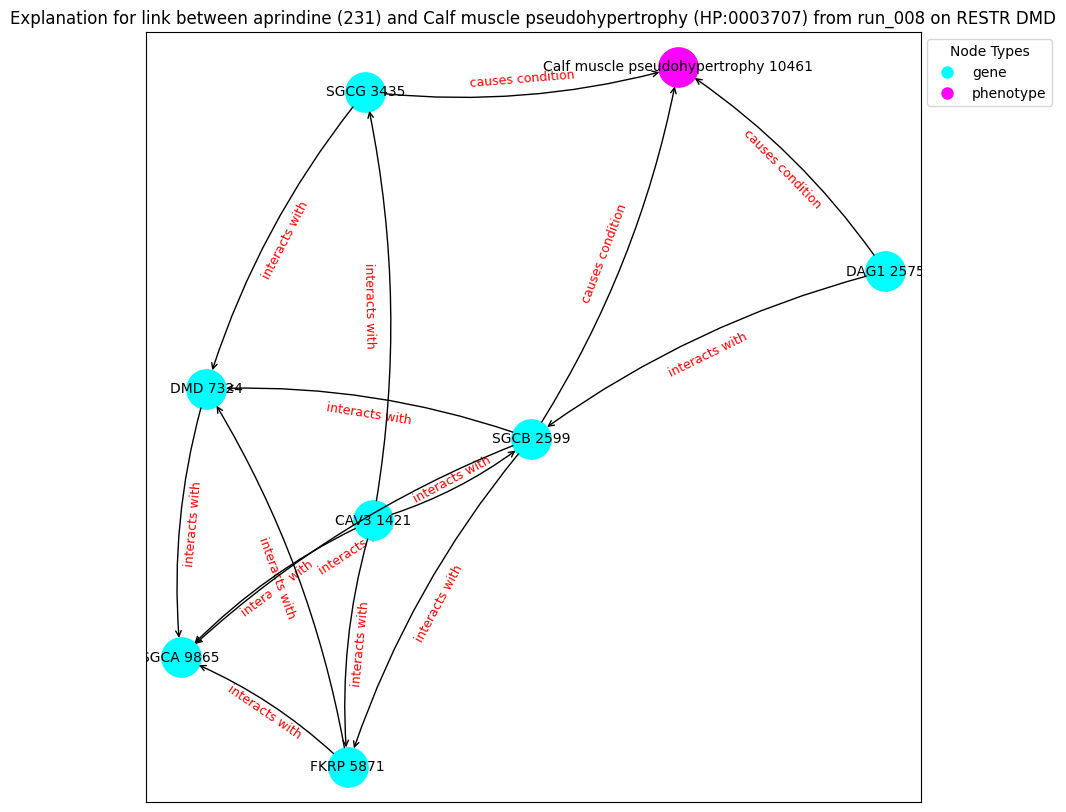 Explanation for link between aprindine (231) and Calf muscle pseudohypertrophy (HP:0003707) from run_008 on RESTR DMD
Node Types
gene
phenotype
Calf muscle pseudohypertrophy 10461
causes condition
SGCG 3435
causes condition
interacts with
causes condition
DAG1 2575
interacts with
interacts with
DMD 7324
interacts with
SGCB 2599
interacts with
CAV3 1421
interacts with
interacts
interacts with
intera with
interacts with
interacts with
SGCA 9865
interacts with
FKRP 5871